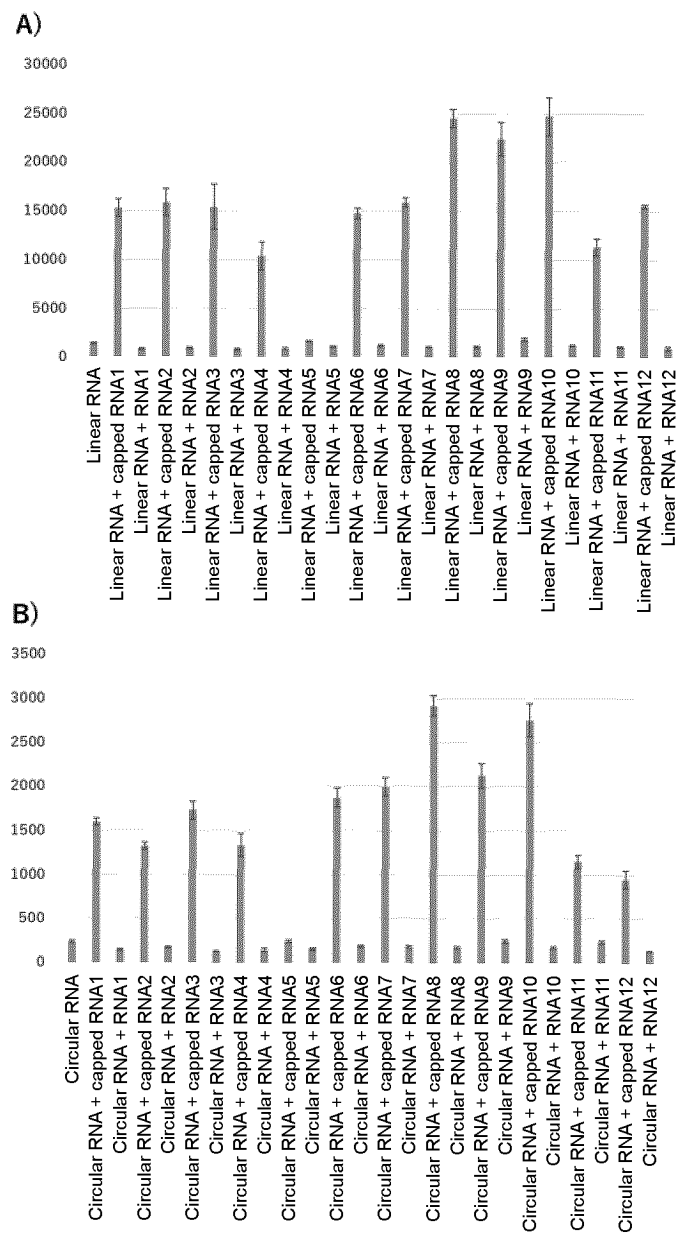 A)
30000
25000
20000
15000
10000
5000
0
Linear RNA
Linear RNA + capped RNA1
Linear RNA + RNA1
Linear RNA + capped RNA2
Linear RNA + RNA2
Linear RNA + capped RNA3
Linear RNA + RNA3
Linear RNA + capped RNA4
Linear RNA + RNA4
Linear RNA + capped RNA5
Linear RNA + RNA5
Linear RNA + capped RNA6
Linear RNA + RNA6
Linear RNA + capped RNA7
Linear RNA + RNA7
Linear RNA + capped RNA8
Linear RNA + RNA8
Linear RNA + capped RNA9
Linear RNA + RNA9
Linear RNA + capped RNA10
Linear RNA + RNA10
Linear RNA + capped RNA11
Linear RNA + RNA11
Linear RNA + capped RNA12
Linear RNA + RNA12
B)
3500
3000
2500
2000
1500
1000
500
0
Circular RNA
Circular RNA + capped RNA1
Circular RNA + RNA1
Circular RNA + capped RNA2
Circular RNA + RNA2
Circular RNA + capped RNA3
Circular RNA + RNA3
Circular RNA + capped RNA4
Circular RNA + RNA4
Circular RNA + capped RNA5
Circular RNA + RNA5
Circular RNA + capped RNA6
Circular RNA + RNA6
Circular RNA + capped RNA7
Circular RNA + RNA7
Circular RNA + capped RNA8
Circular RNA + RNA8
Circular RNA + capped RNA9
Circular RNA + RNA9
Circular RNA + capped RNA10
Circular RNA + RNA10
Circular RNA + capped RNA11
Circular RNA + RNA11
Circular RNA + capped RNA12
Circular RNA + RNA12